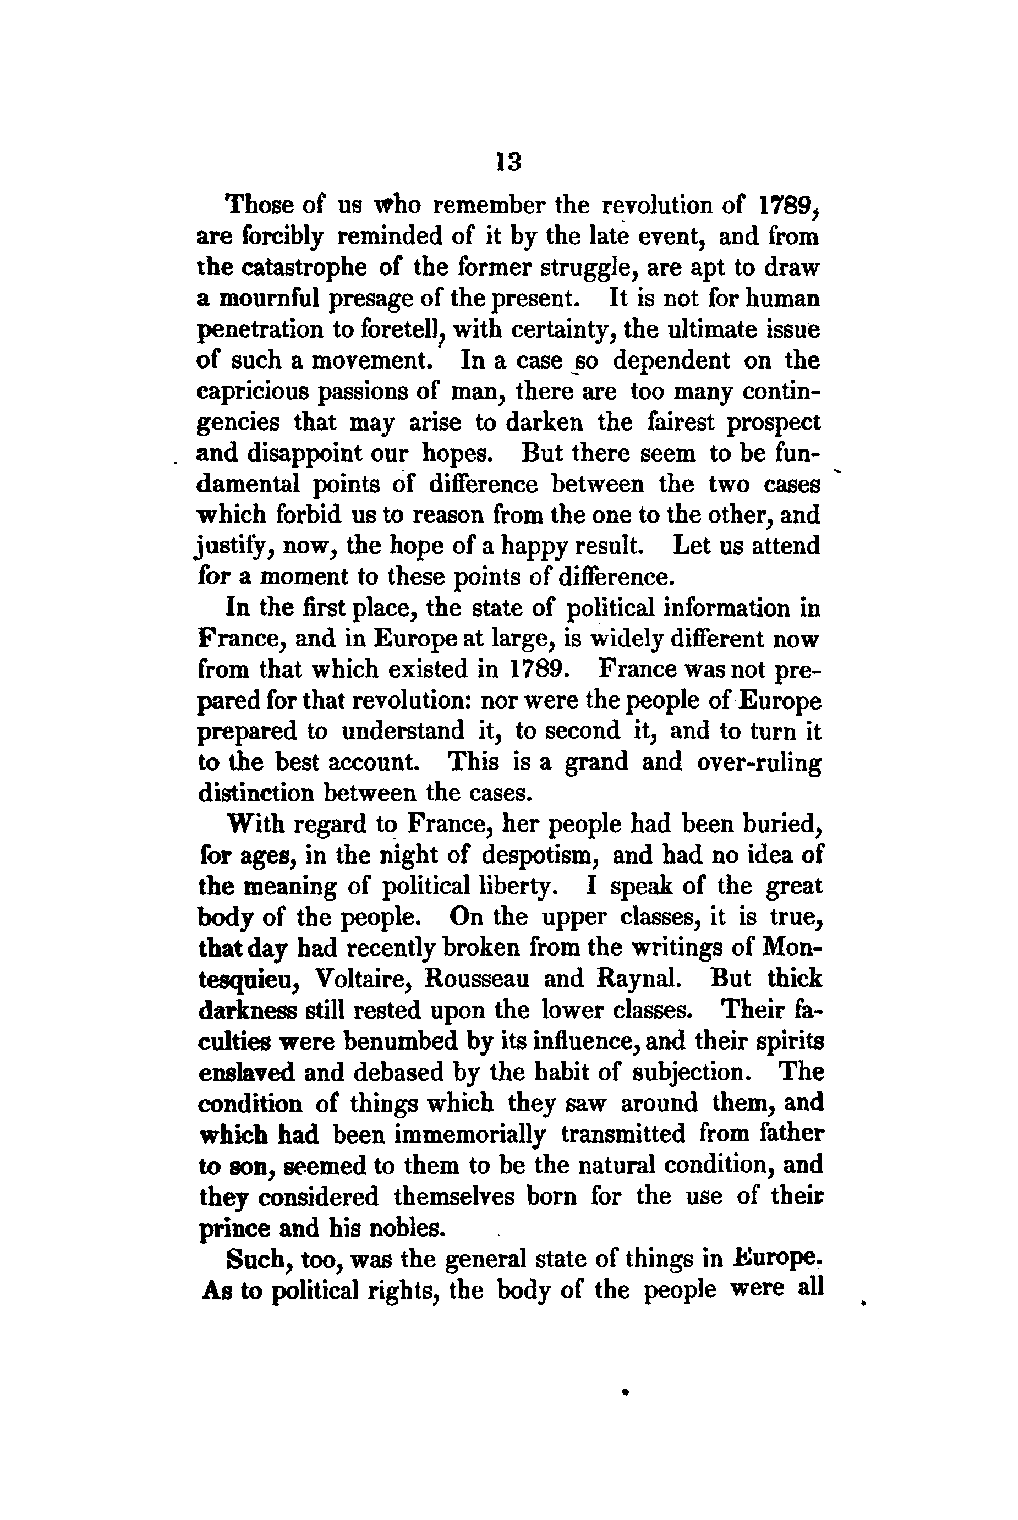 13
Those of us who remember the revolution of 1789,
are forcibly reminded of it by the late event, and from
the catastrophe of the former struggle, are apt to draw
a mournful presage of the present. It is not for human
penetration to foretell, with certainty, the ultimate issue
of such a movement. In a case so dependent on the
capricious passions of man, there are too many contin-
gencies that may arise to darken the fairest prospect
and disappoint our hopes. But there seem to be fun-
damental points of difference between the two cases
which forbid us to reason from the one to the other, and
justify, now, the hope of a happy result. Let us attend
for a moment to these points of difference.
In the first place, the state of political information in
France, and in Europe at large, is widely different now
from that which existed in 1789. France was not pre-
pared for that revolution: nor were the people of Europe
prepared to understand it, to second it, and to turn it
to the best account. This is a grand and over-ruling
distinction between the cases.
With regard to France, her people had been buried,
for ages, in the night of despotism, and had no idea of
the meaning of political liberty. I speak of the great
body of the people. On the upper classes, it is true,
that day had recently broken from the writings of Mon-
tesquieu, Voltaire, Rousseau and Raynal. But thick
darkness still rested upon the lower classes. Their fa-
culties were benumbed by its influence, and their spirits
enslaved and debased by the habit of subjection. The
condition of things which they saw around them, and
which had been immemorially transmitted from father
to son, seemed to them to be the natural condition, and
they considered themselves born for the use of their
prince and his nobles.
Such, too, was the general state of things in Europe.
As to political rights, the body of the people were all